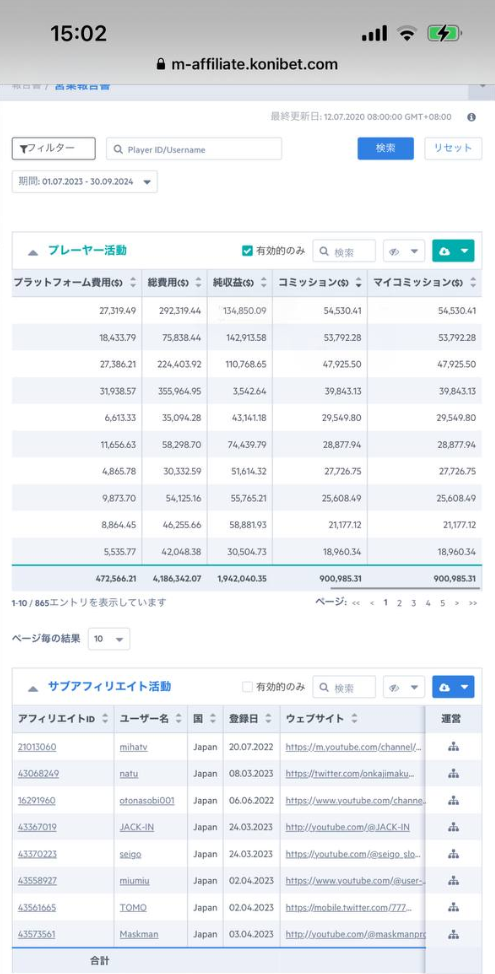 15:02
m-affiliate.konibet.com
報告書 / 営業報告書
最終更新日: 12.07.2020 08:00:00 GMT+08:00
フィルター Player ID/Username 検索 リセット
期間: 01.07.2023 - 30.09.2024
プレーヤー活動 有効的のみ 検索
プラットフォーム費用($) 総費用($) 純収益($) コミッション($) マイコミッション($)
27,319.49 292,319.44 134,850.09 54,530.41 54,530.41
18,433.79 75,838.44 142,913.58 53,792.28 53,792.28
27,386.21 224,403.92 110,768.65 47,925.50 47,925.50
31,938.57 355,964.95 3,542.64 39,843.13 39,843.13
6,613.33 35,094.28 43,141.18 29,549.80 29,549.80
11,656.63 58,298.70 74,439.79 28,877.94 28,877.94
4,865.78 30,332.59 51,614.32 27,726.75 27,726.75
9,873.70 54,125.16 55,765.21 25,608.49 25,608.49
8,864.45 46,255.66 58,881.93 21,177.12 21,177.12
5,535.77 42,048.38 30,504.73 18,960.34 18,960.34
472,566.21 4,186,342.07 1,942,040.35 900,985.31 900,985.31
1-10 / 865エントリを表示しています ページ: << < 1 2 3 4 5 > >>
ページ毎の結果 10
サブアフィリエイト活動 有効的のみ 検索
アフィリエイトID ユーザー名 国 登録日 ウェブサイト 運営
21013060 mihatv Japan 20.07.2022 https://m.youtube.com/channel/...
43068249 natu Japan 08.03.2023 https://twitter.com/onkajimaku...
16291960 otonasobi001 Japan 06.06.2022 https://www.youtube.com/channe..
43367019 JACK-IN Japan 24.03.2023 http://youtube.com/@JACK-IN
43370223 seigo Japan 24.03.2023 https://youtube.com/@seigo_slo...
43558927 miumiu Japan 02.04.2023 https://www.youtube.com/@user-..
43561665 TOMO Japan 02.04.2023 https://mobile.twitter.com/777...
43573561 Maskman Japan 03.04.2023 http://youtube.com/@maskmanprc
合計